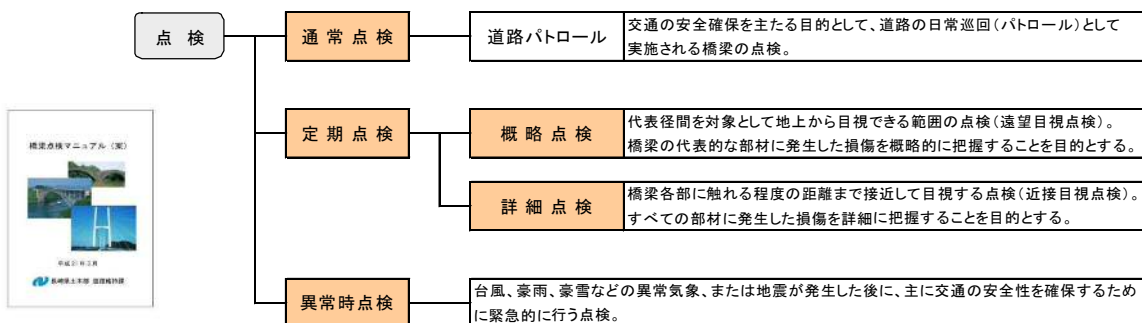 点 検
通 常 点 検
道路パトロール
交通の安全確保を主たる目的として、道路の日常巡回(パトロール)として
実施される橋梁の点検。
定 期 点 検
概 略 点 検
代表径間を対象として地上から目視できる範囲の点検(遠望目視点検)。
橋梁の代表的な部材に発生した損傷を概略的に把握することを目的とする。
詳 細 点 検
橋梁各部に触れる程度の距離まで接近して目視する点検(近接目視点検)。
すべての部材に発生した損傷を詳細に把握することを目的とする。
異常時点検
台風、豪雨、豪雪などの異常気象、または地震が発生した後に、主に交通の安全性を確保するため
に緊急的に行う点検。
橋梁点検マニュアル (案)
長崎県土木部 道路維持課